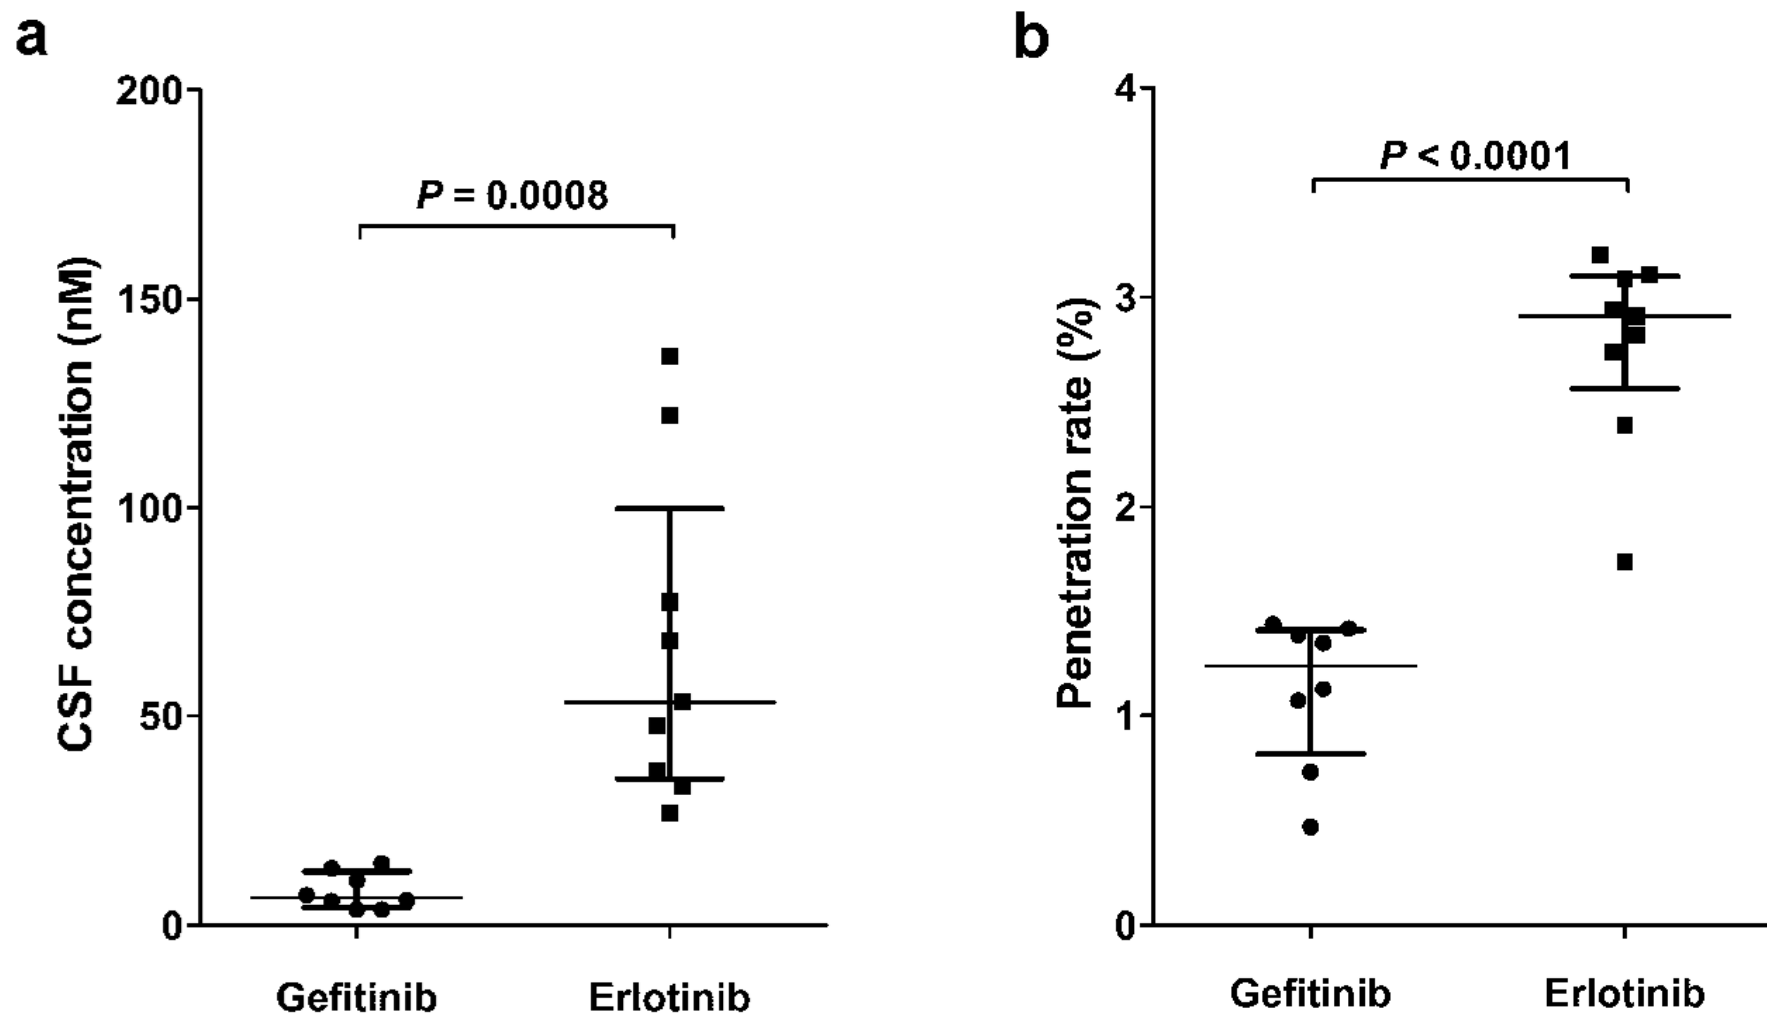 a
200
150
100
50
0
CSF concentration (nM)
P = 0.0008
Gefitinib
Erlotinib
b
4
3
2
1
0
Penetration rate (%)
P < 0.0001
Gefitinib
Erlotinib